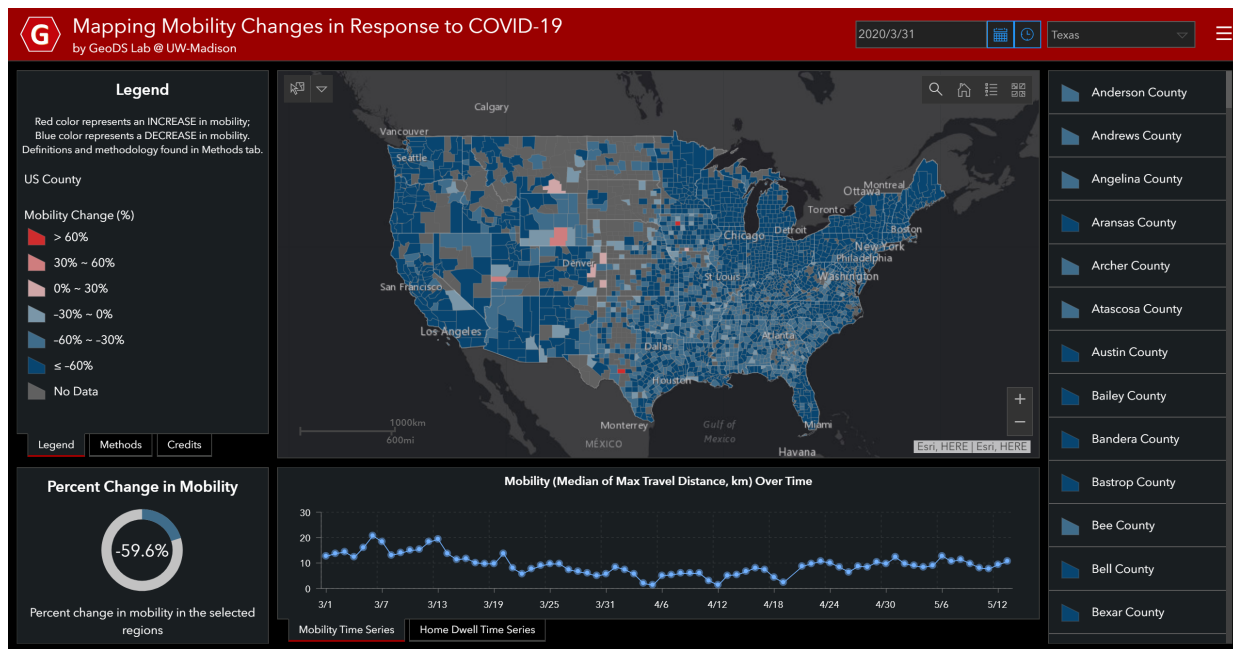 G
Mapping Mobility Changes in Response to COVID-19
by GeoDS Lab @ UW-Madison
2020/3/31
Texas
Legend
Red color represents an INCREASE in mobility;
Blue color represents a DECREASE in mobility.
Definitions and methodology found in Methods tab.
US County
Mobility Change (%)
> 60%
30% ~ 60%
0% ~ 30%
-30% ~ 0%
-60% ~ -30%
≤ -60%
No Data
Legend
Methods
Credits
Calgary
Vancouver
Seattle
Ottawa
Montreal
Toronto
Chicago
Detroit
Boston
New York
Philadelphia
Denver
St Louis
Washington
San Francisco
Los Angeles
Atlanta
Dallas
Houston
1000km
600mi
Monterrey
Gulf of
Mexico
Miami
MÉXICO
Havana
+
−
Esri, HERE | Esri, HERE
Anderson County
Andrews County
Angelina County
Aransas County
Archer County
Atascosa County
Austin County
Bailey County
Bandera County
Bastrop County
Bee County
Bell County
Bexar County
Percent Change in Mobility
-59.6%
Percent change in mobility in the selected
regions
Mobility (Median of Max Travel Distance, km) Over Time
30
20
10
0
3/1 3/7 3/13 3/19 3/25 3/31 4/6 4/12 4/18 4/24 4/30 5/6 5/12
Mobility Time Series
Home Dwell Time Series